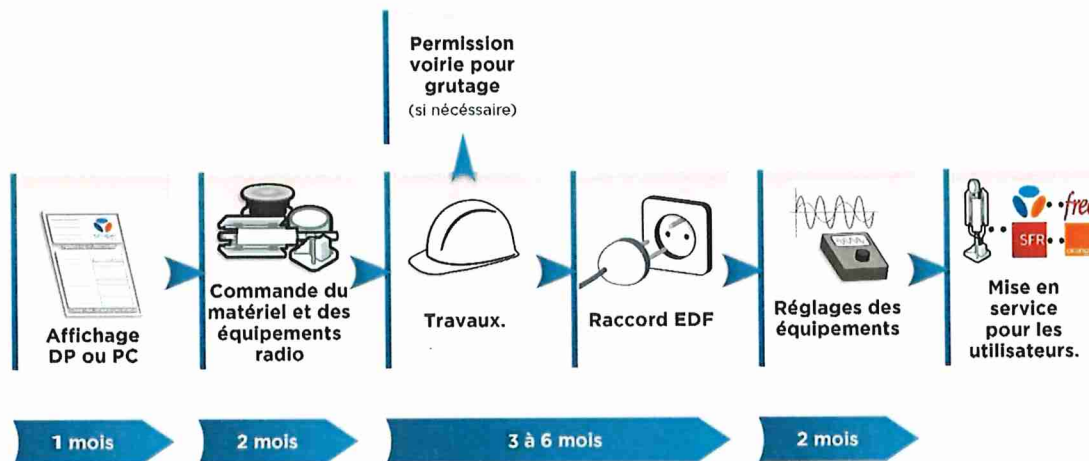 Permission
voirie pour
grutage
(si nécéssaire)
Affichage
DP ou PC
Commande du
matériel et des
équipements
radio
Travaux.
Raccord EDF
Réglages des
équipements
free
SFR
Mise en
service
pour les
utilisateurs.
1 mois
2 mois
3 à 6 mois
2 mois